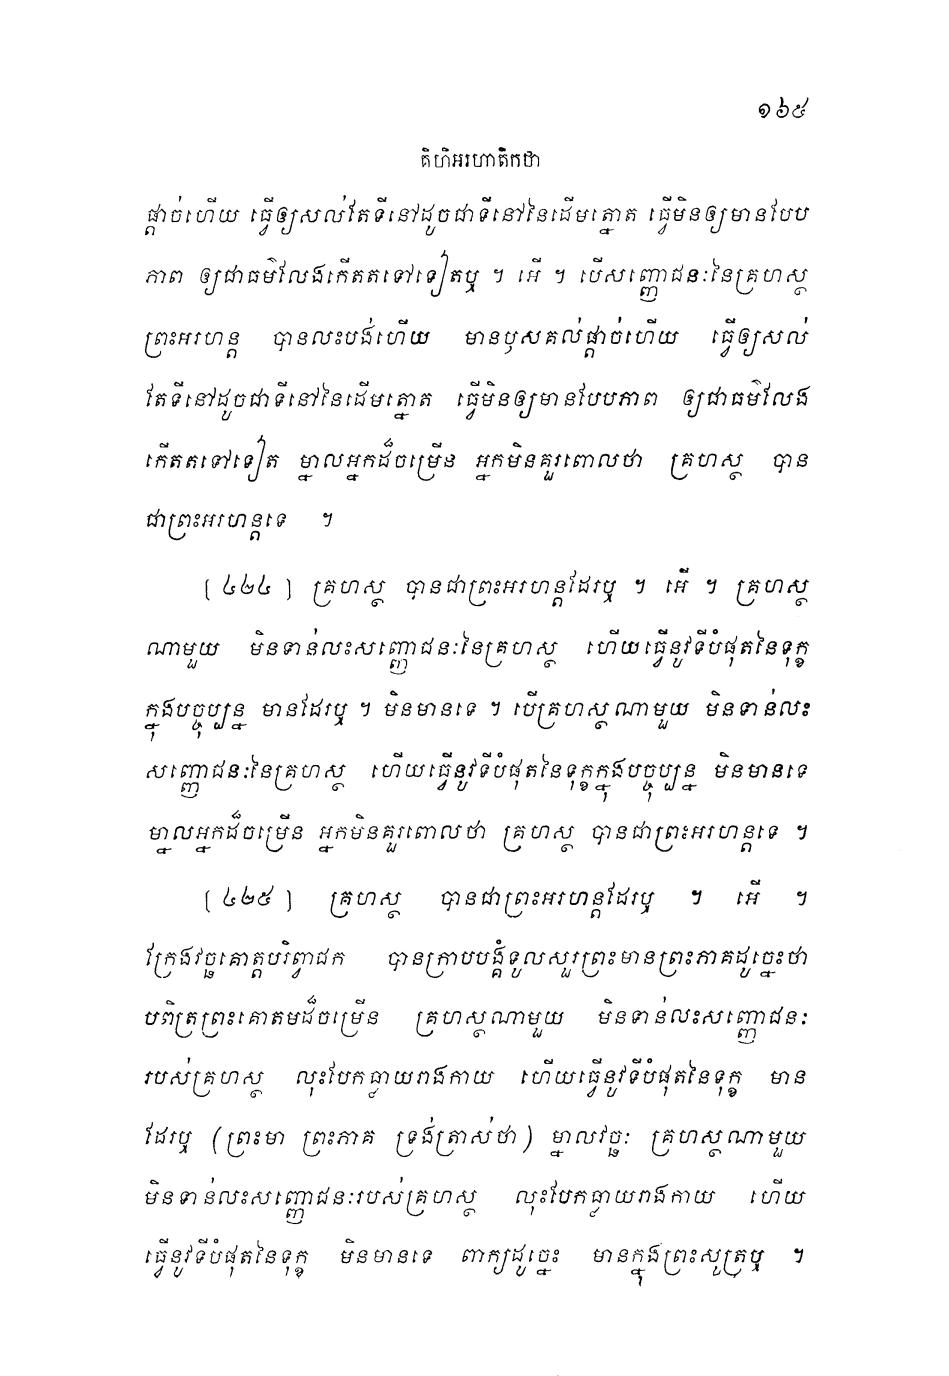 ១៦៥
គិហិអរហាតិកថា
ផ្តាច់ហើយ ធ្វើឲ្យសល់តែទីនៅដូចជាទីនៅនៃដើមត្នោត ធ្វើមិនឲ្យមានបែប
ភាព ឲ្យជាធម៌លែងកើតតទៅទៀតឬ ។ អើ ។ បើសញ្ញោជនៈនៃគ្រហស្ថ
ព្រះអរហន្ត បានលះបង់ហើយ មានឫសគល់ផ្តាច់ហើយ ធ្វើឲ្យសល់
តែទីនៅដូចជាទីនៅនៃដើមត្នោត ធ្វើមិនឲ្យមានបែបភាព ឲ្យជាធម៌លែង
កើតតទៅទៀត ម្នាលអ្នកដ៏ចម្រើន អ្នកមិនគួរពោលថា គ្រហស្ថ បាន
ជាព្រះអរហន្តទេ ។
[៤២៤] គ្រហស្ថ បានជាព្រះអរហន្តដែរឬ ។ អើ ។ គ្រហស្ថ
ណាមួយ មិនទាន់លះសញ្ញោជនៈនៃគ្រហស្ថ ហើយធ្វើនូវទីបំផុតនៃទុក្ខ
ក្នុងបច្ចុប្បន្ន មានដែរឬ ។ មិនមានទេ ។ បើគ្រហស្ថណាមួយ មិនទាន់លះ
សញ្ញោជនៈនៃគ្រហស្ថ ហើយធ្វើនូវទីបំផុតនៃទុក្ខក្នុងបច្ចុប្បន្ន មិនមានទេ
ម្នាលអ្នកដ៏ចម្រើន អ្នកមិនគួរពោលថា គ្រហស្ថ បានជាព្រះអរហន្តទេ ។
[៤២៥] គ្រហស្ថ បានជាព្រះអរហន្តដែរឬ ។ អើ ។
ក្រែងវច្ឆគោត្តបរិព្វាជក បានក្រាបបង្គំទូលសួរព្រះមានព្រះភាគដូច្នេះថា
បពិត្រព្រះគោតមដ៏ចម្រើន គ្រហស្ថណាមួយ មិនទាន់លះសញ្ញោជនៈ
របស់គ្រហស្ថ លុះបែកធ្លាយរាងកាយ ហើយធ្វើនូវទីបំផុតនៃទុក្ខ មាន
ដែរឬ (ព្រះមា ព្រះភាគ ទ្រង់ត្រាស់ថា) ម្នាលវច្ឆៈ គ្រហស្ថណាមួយ
មិនទាន់លះសញ្ញោជនៈរបស់គ្រហស្ថ លុះបែកធ្លាយរាងកាយ ហើយ
ធ្វើនូវទីបំផុតនៃទុក្ខ មិនមានទេ ពាក្យដូច្នេះ មានក្នុងព្រះសូត្រឬ ។